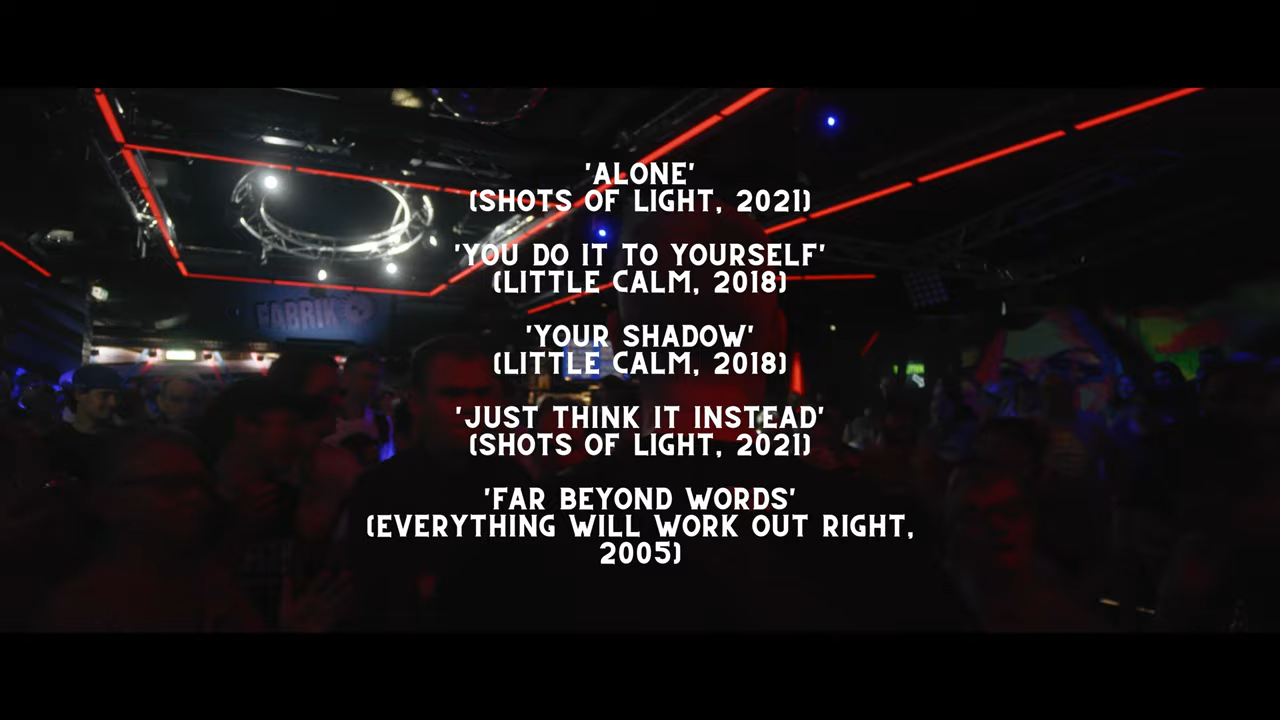 'ALONE'
(SHOTS OF LIGHT, 2021)
'YOU DO IT TO YOURSELF'
(LITTLE CALM, 2018)
'YOUR SHADOW'
(LITTLE CALM, 2018)
'JUST THINK IT INSTEAD'
(SHOTS OF LIGHT, 2021)
'FAR BEYOND WORDS'
(EVERYTHING WILL WORK OUT RIGHT,
2005)
FABRIK